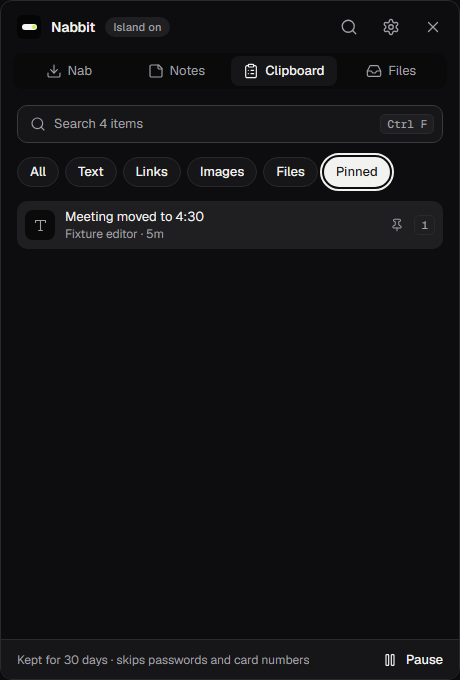 Nabbit
Island on
Nab
Notes
Clipboard
Files
Search 4 items
Ctrl F
All
Text
Links
Images
Files
Pinned
T
Meeting moved to 4:30
Fixture editor · 5m
1
Kept for 30 days · skips passwords and card numbers
Pause